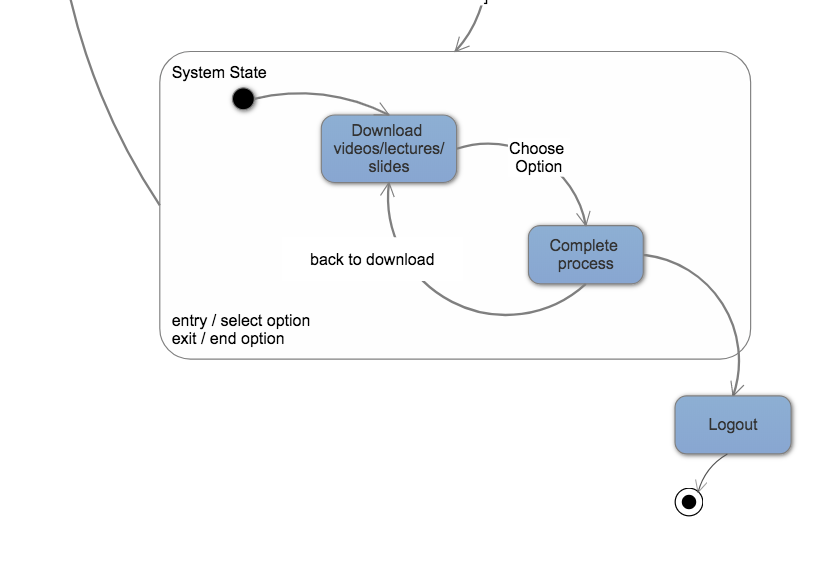 System State
Download
videos/lectures/
slides
Choose
Option
Complete
process
back to download
entry / select option
exit / end option
Logout